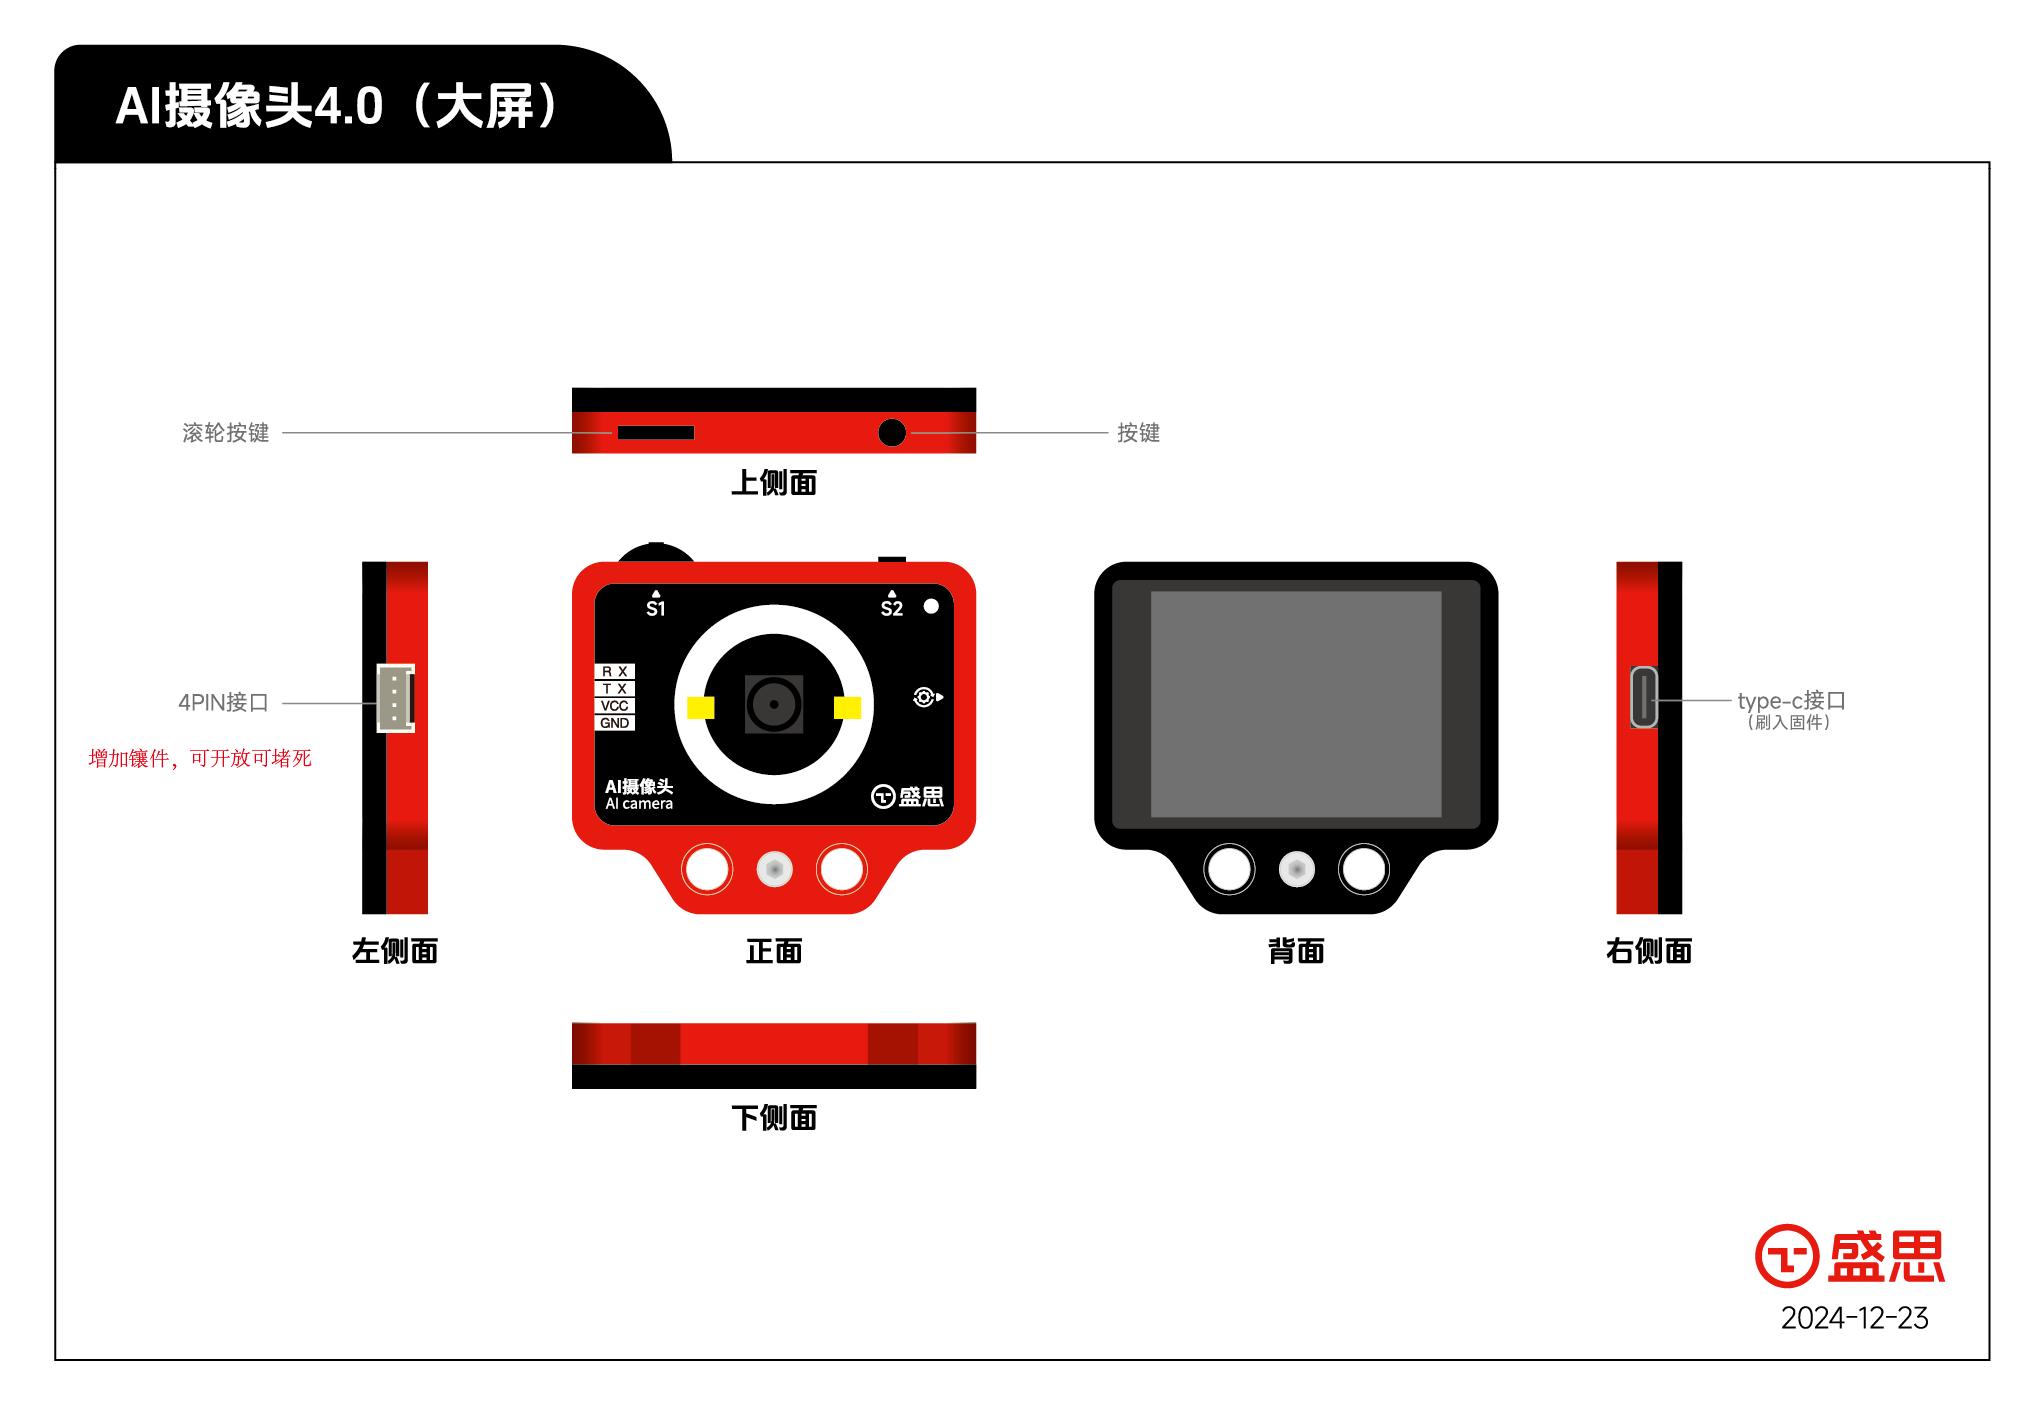 AI摄像头4.0（大屏）
滚轮按键
按键
上侧面
S1
S2
R X
T X
VCC
GND
4PIN接口
增加镶件，可开放可堵死
type-c接口
（刷入固件）
AI摄像头
AI camera
盛思
左侧面
正面
背面
右侧面
下侧面
盛思
2024-12-23